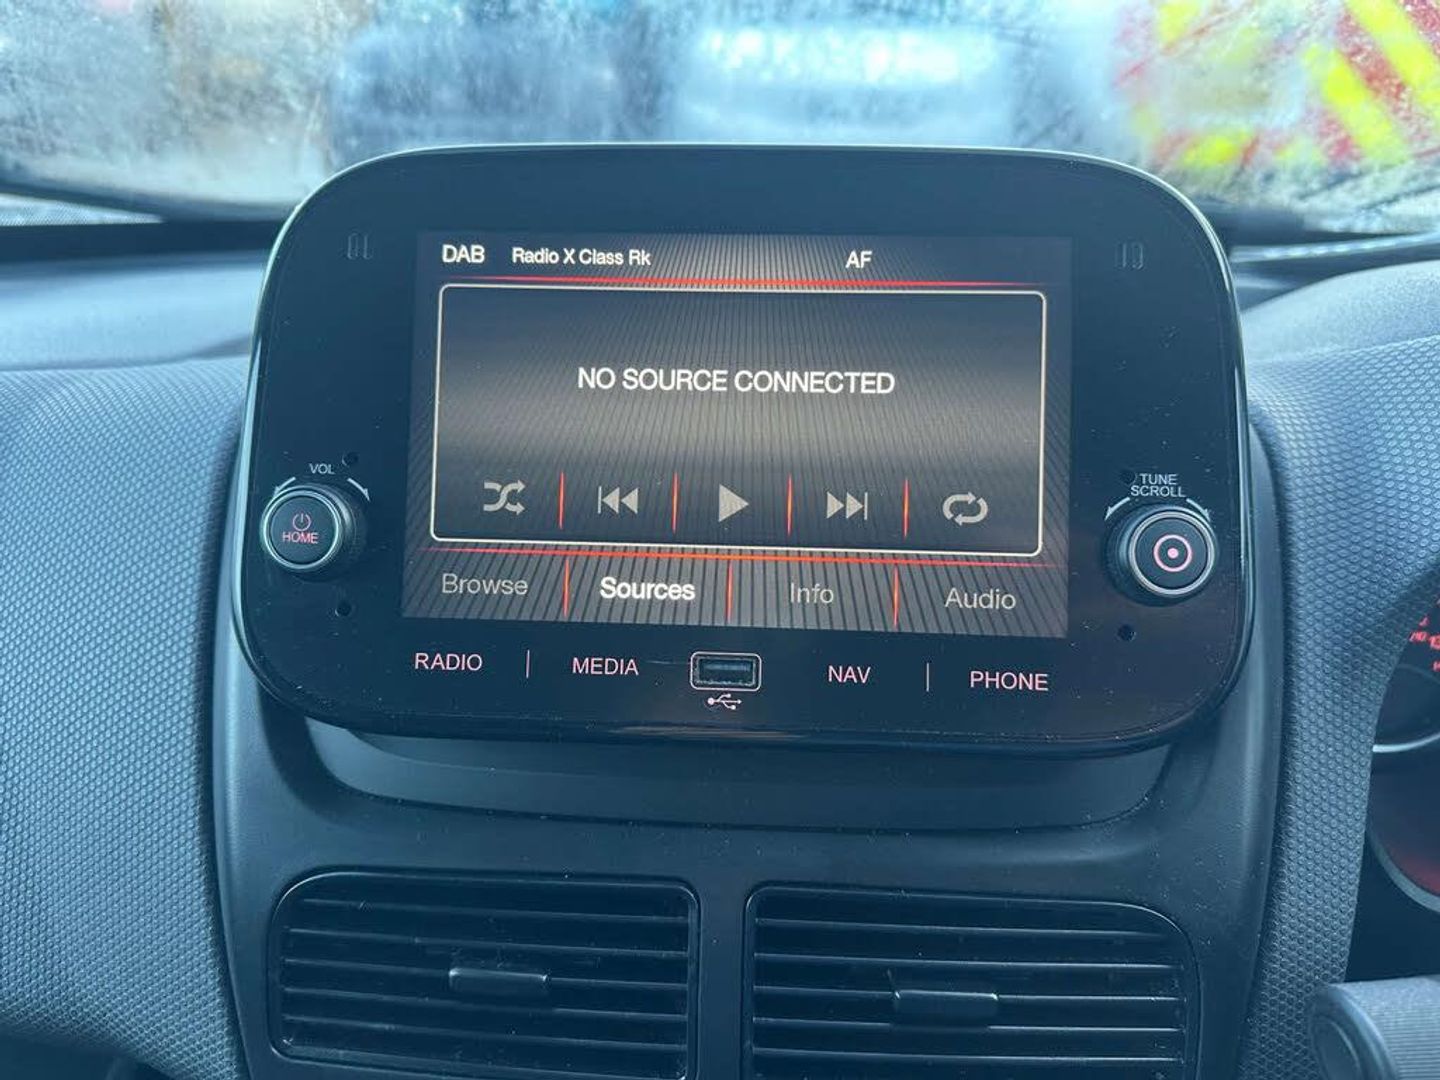 DAB Radio X Class Rk AF
NO SOURCE CONNECTED
VOL
TUNE
SCROLL
HOME
Browse Sources Info Audio
RADIO MEDIA NAV PHONE